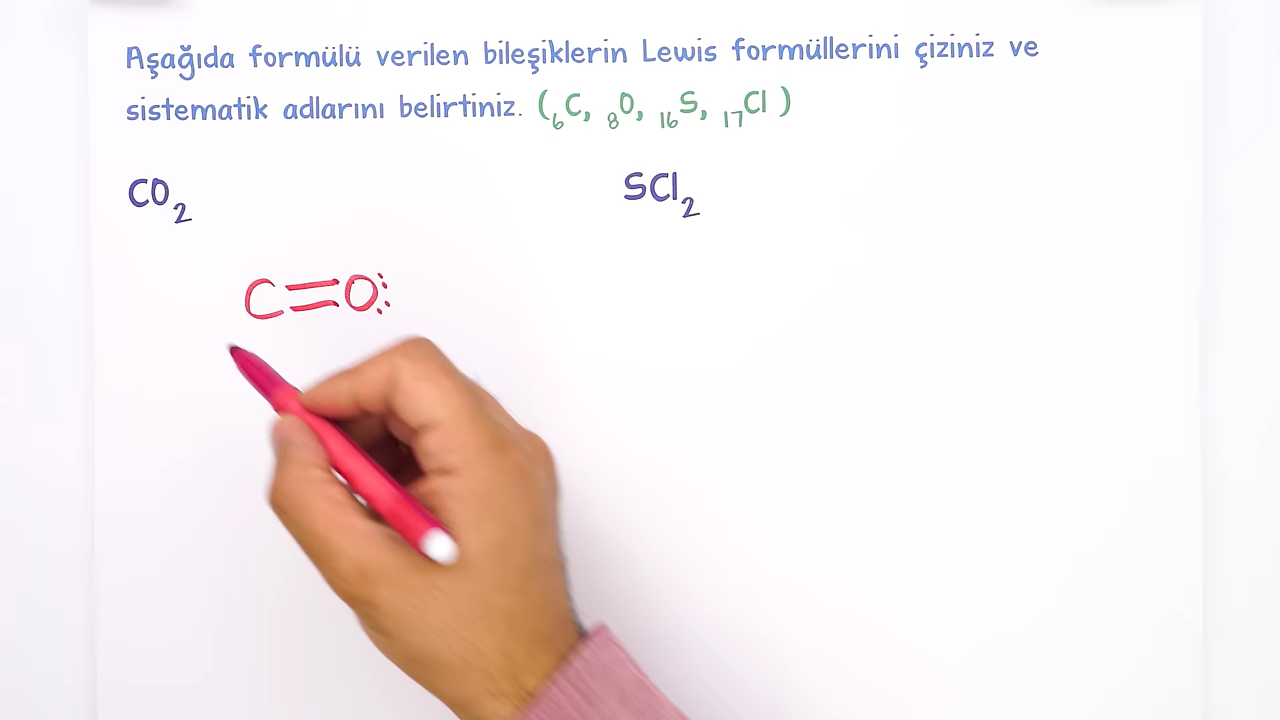 Aşağıda formülü verilen bileşiklerin Lewis formüllerini çiziniz ve
sistematik adlarını belirtiniz. (₆C, ₈O, ₁₆S, ₁₇Cl )
CO₂
SCl₂
C=O